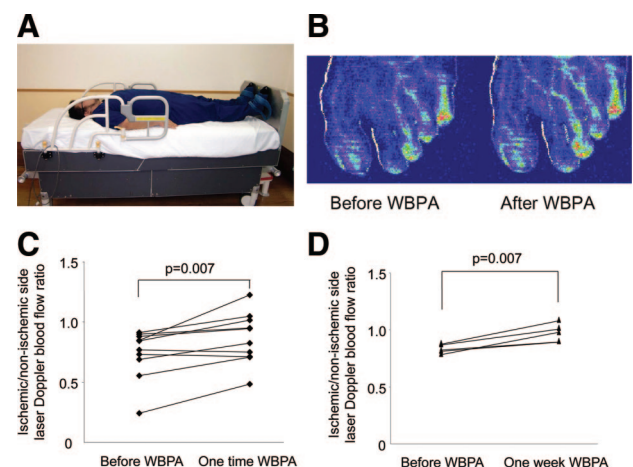 A
B
Before WBPA
After WBPA
C
Ischemic/non-ischemic side
laser Doppler blood flow ratio
1.5
1.0
0.5
0
p=0.007
Before WBPA
One time WBPA
D
Ischemic/non-ischemic side
laser Doppler blood flow ratio
1.5
1.0
0.5
0
p=0.007
Before WBPA
One week WBPA